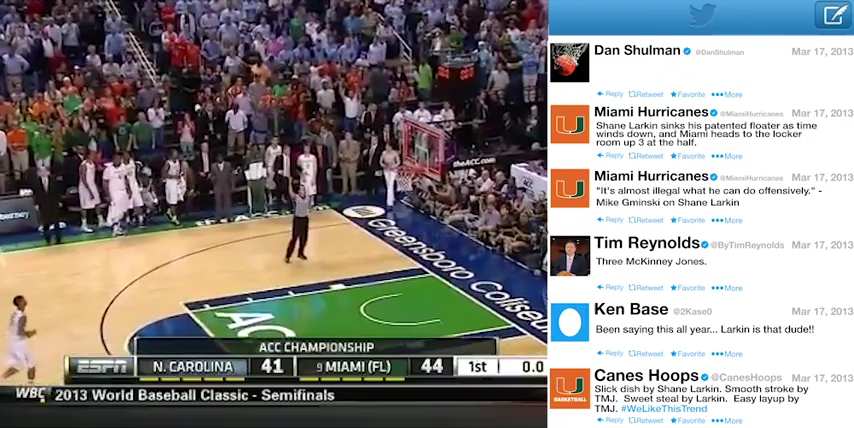 theACC.com
Greensboro Coliseu
ACC
ACC CHAMPIONSHIP
ESPN N. CAROLINA 41 9 MIAMI (FL) 44 1st 0.0
WBC 2013 World Baseball Classic - Semifinals
Dan Shulman @DanShulman Mar 17, 2013
Reply Retweet Favorite More
Miami Hurricanes @MiamiHurricanes Mar 17, 2013
Shane Larkin sinks his patented floater as time
winds down, and Miami heads to the locker
room up 3 at the half.
Reply Retweet Favorite More
Miami Hurricanes @MiamiHurricanes Mar 17, 2013
"It's almost illegal what he can do offensively." -
Mike Gminski on Shane Larkin
Reply Retweet Favorite More
Tim Reynolds @ByTimReynolds Mar 17, 2013
Three McKinney Jones.
Reply Retweet Favorite More
Ken Base @2Kase0 Mar 17, 2013
Been saying this all year... Larkin is that dude!!
Reply Retweet Favorite More
Canes Hoops @CanesHoops Mar 17, 2013
Slick dish by Shane Larkin. Smooth stroke by
TMJ. Sweet steal by Larkin. Easy layup by
TMJ. #WeLikeThisTrend
BASKETBALL
Reply Retweet Favorite More